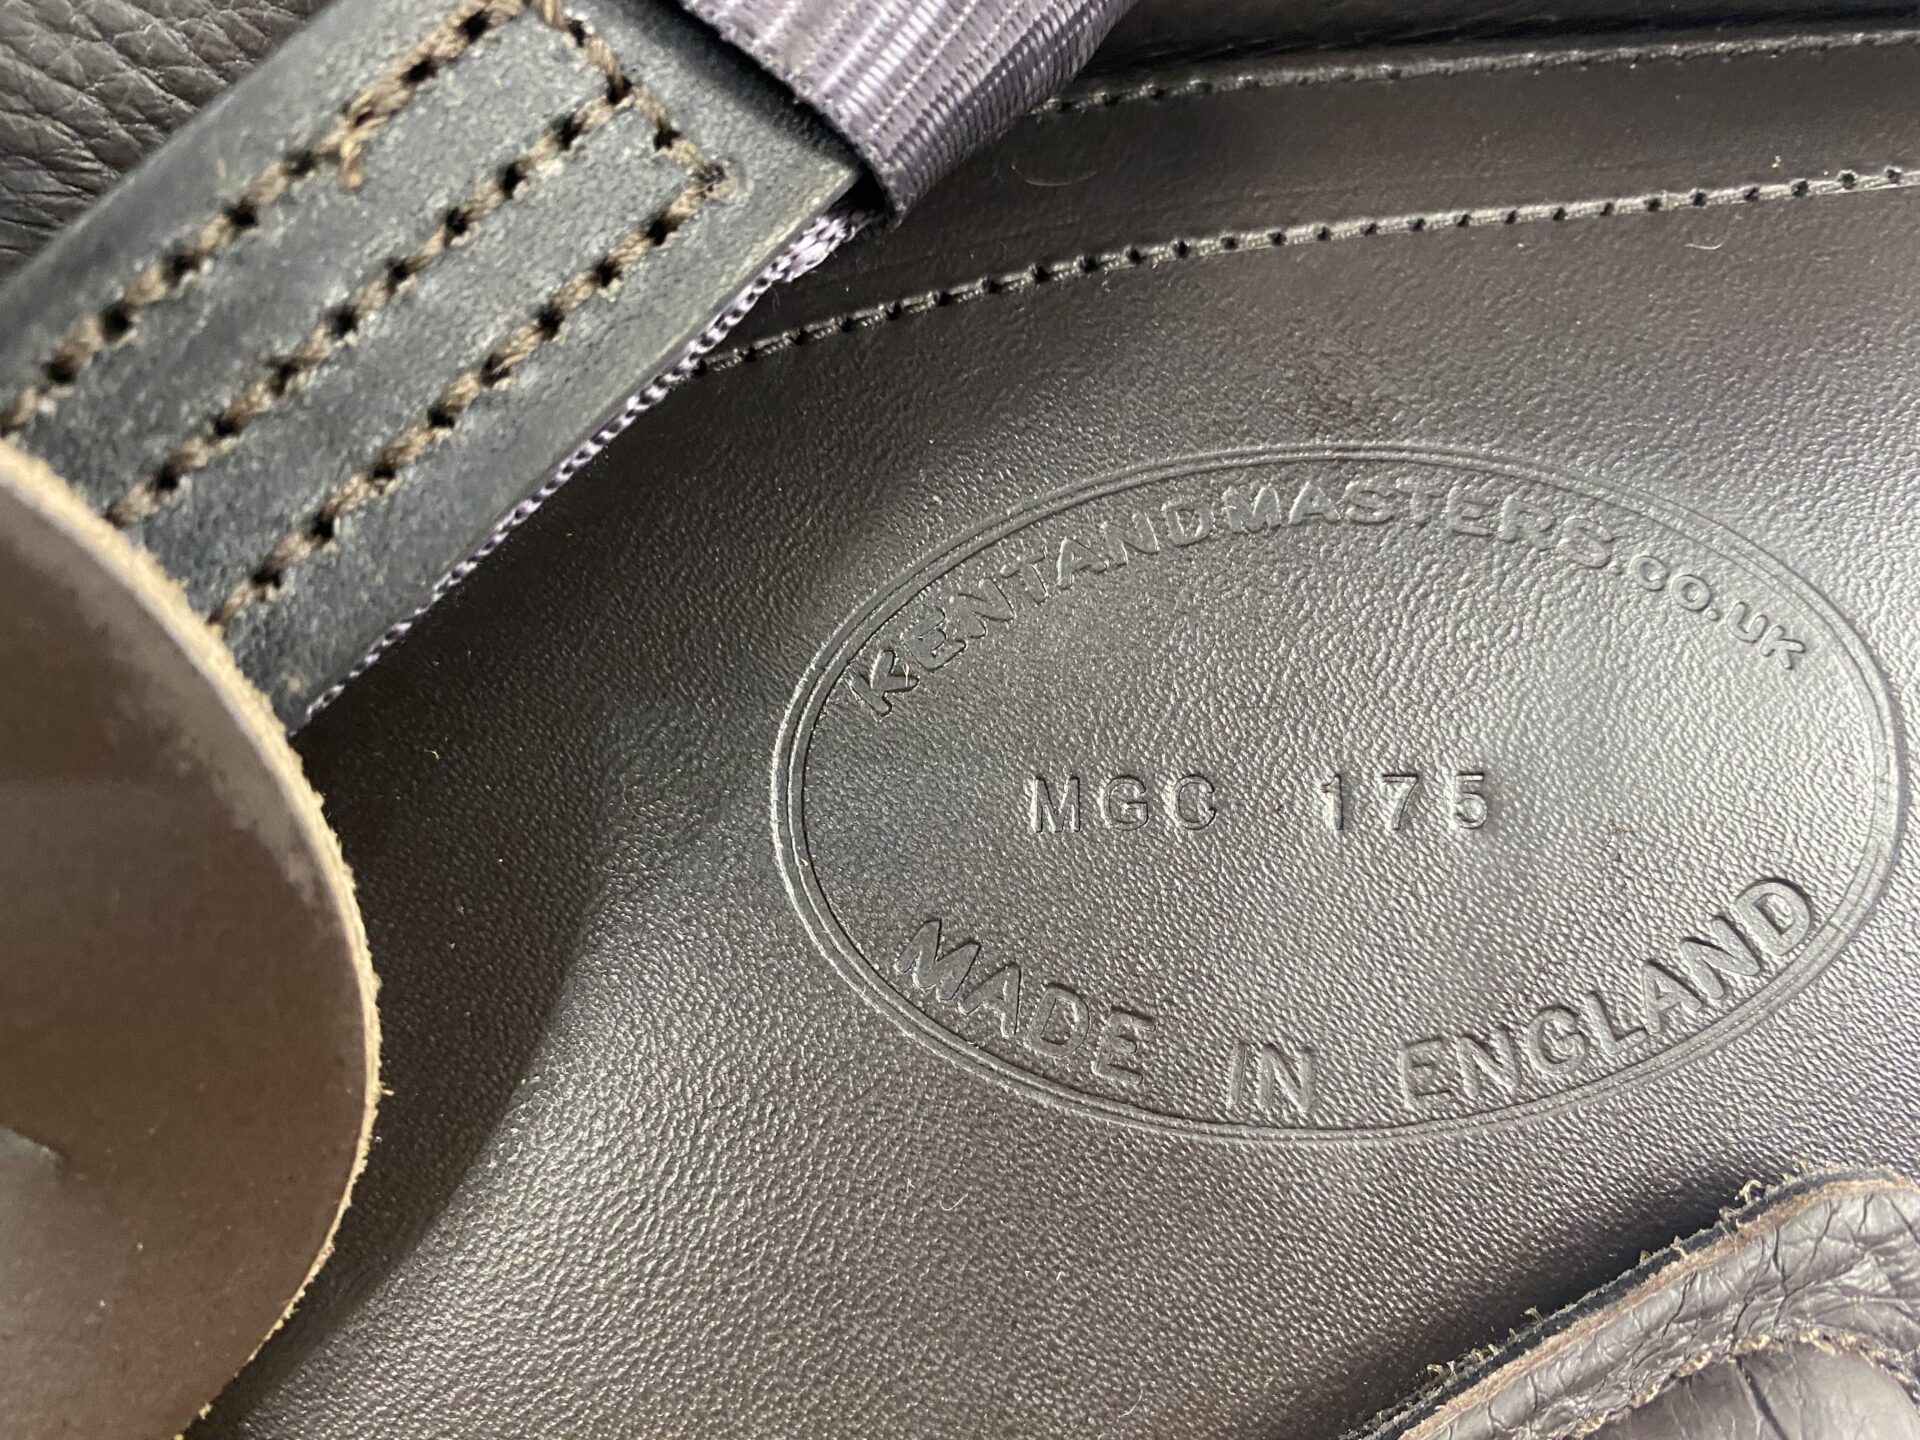 KENTANDMASTERS.CO.UK
MGC 175
MADE IN ENGLAND